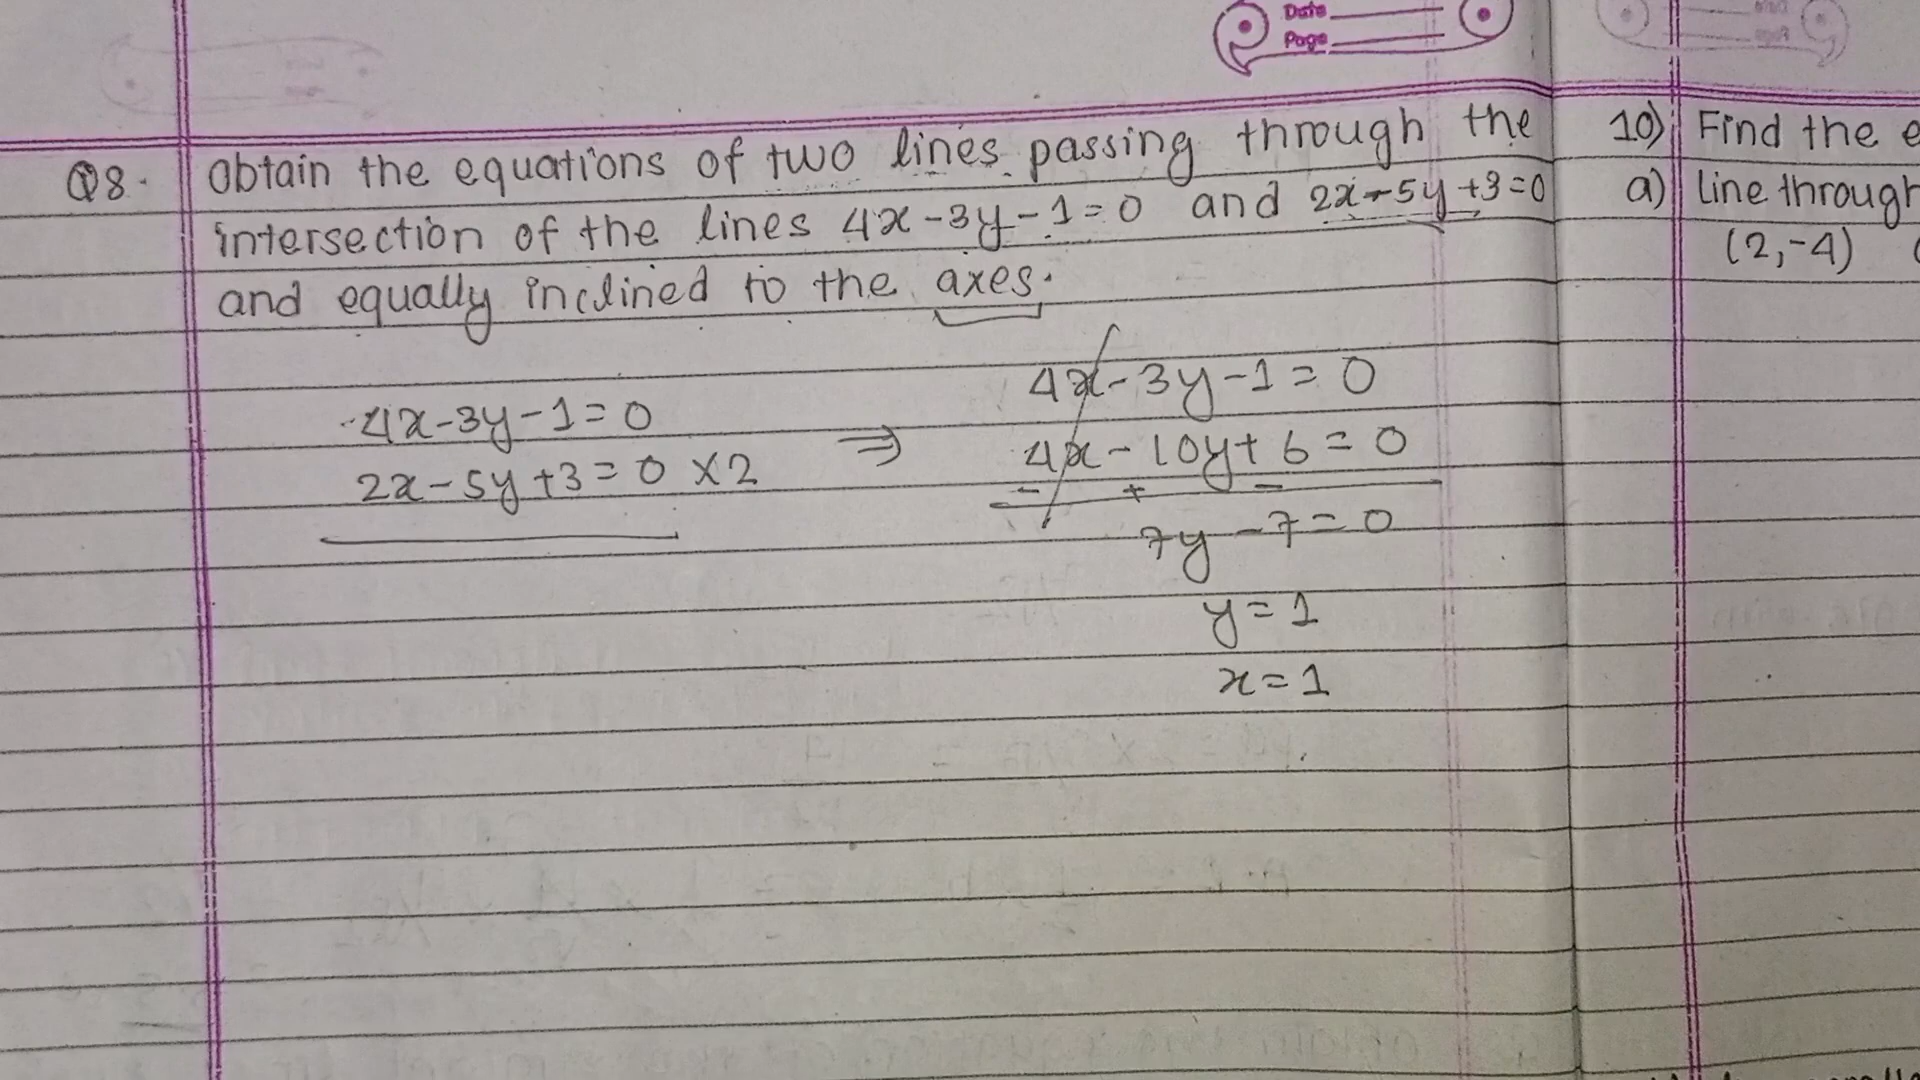 Date
Page
Q8. Obtain the equations of two lines passing through the
intersection of the lines 4x-3y-1=0 and 2x-5y+3=0
and equally inclined to the axes.
4x-3y-1=0
2x-5y+3=0 ×2
⇒
4x-3y-1=0
4x-10y+6=0
- + -
7y-7=0
y=1
x=1
10) Find the e
a) line through
(2,-4)